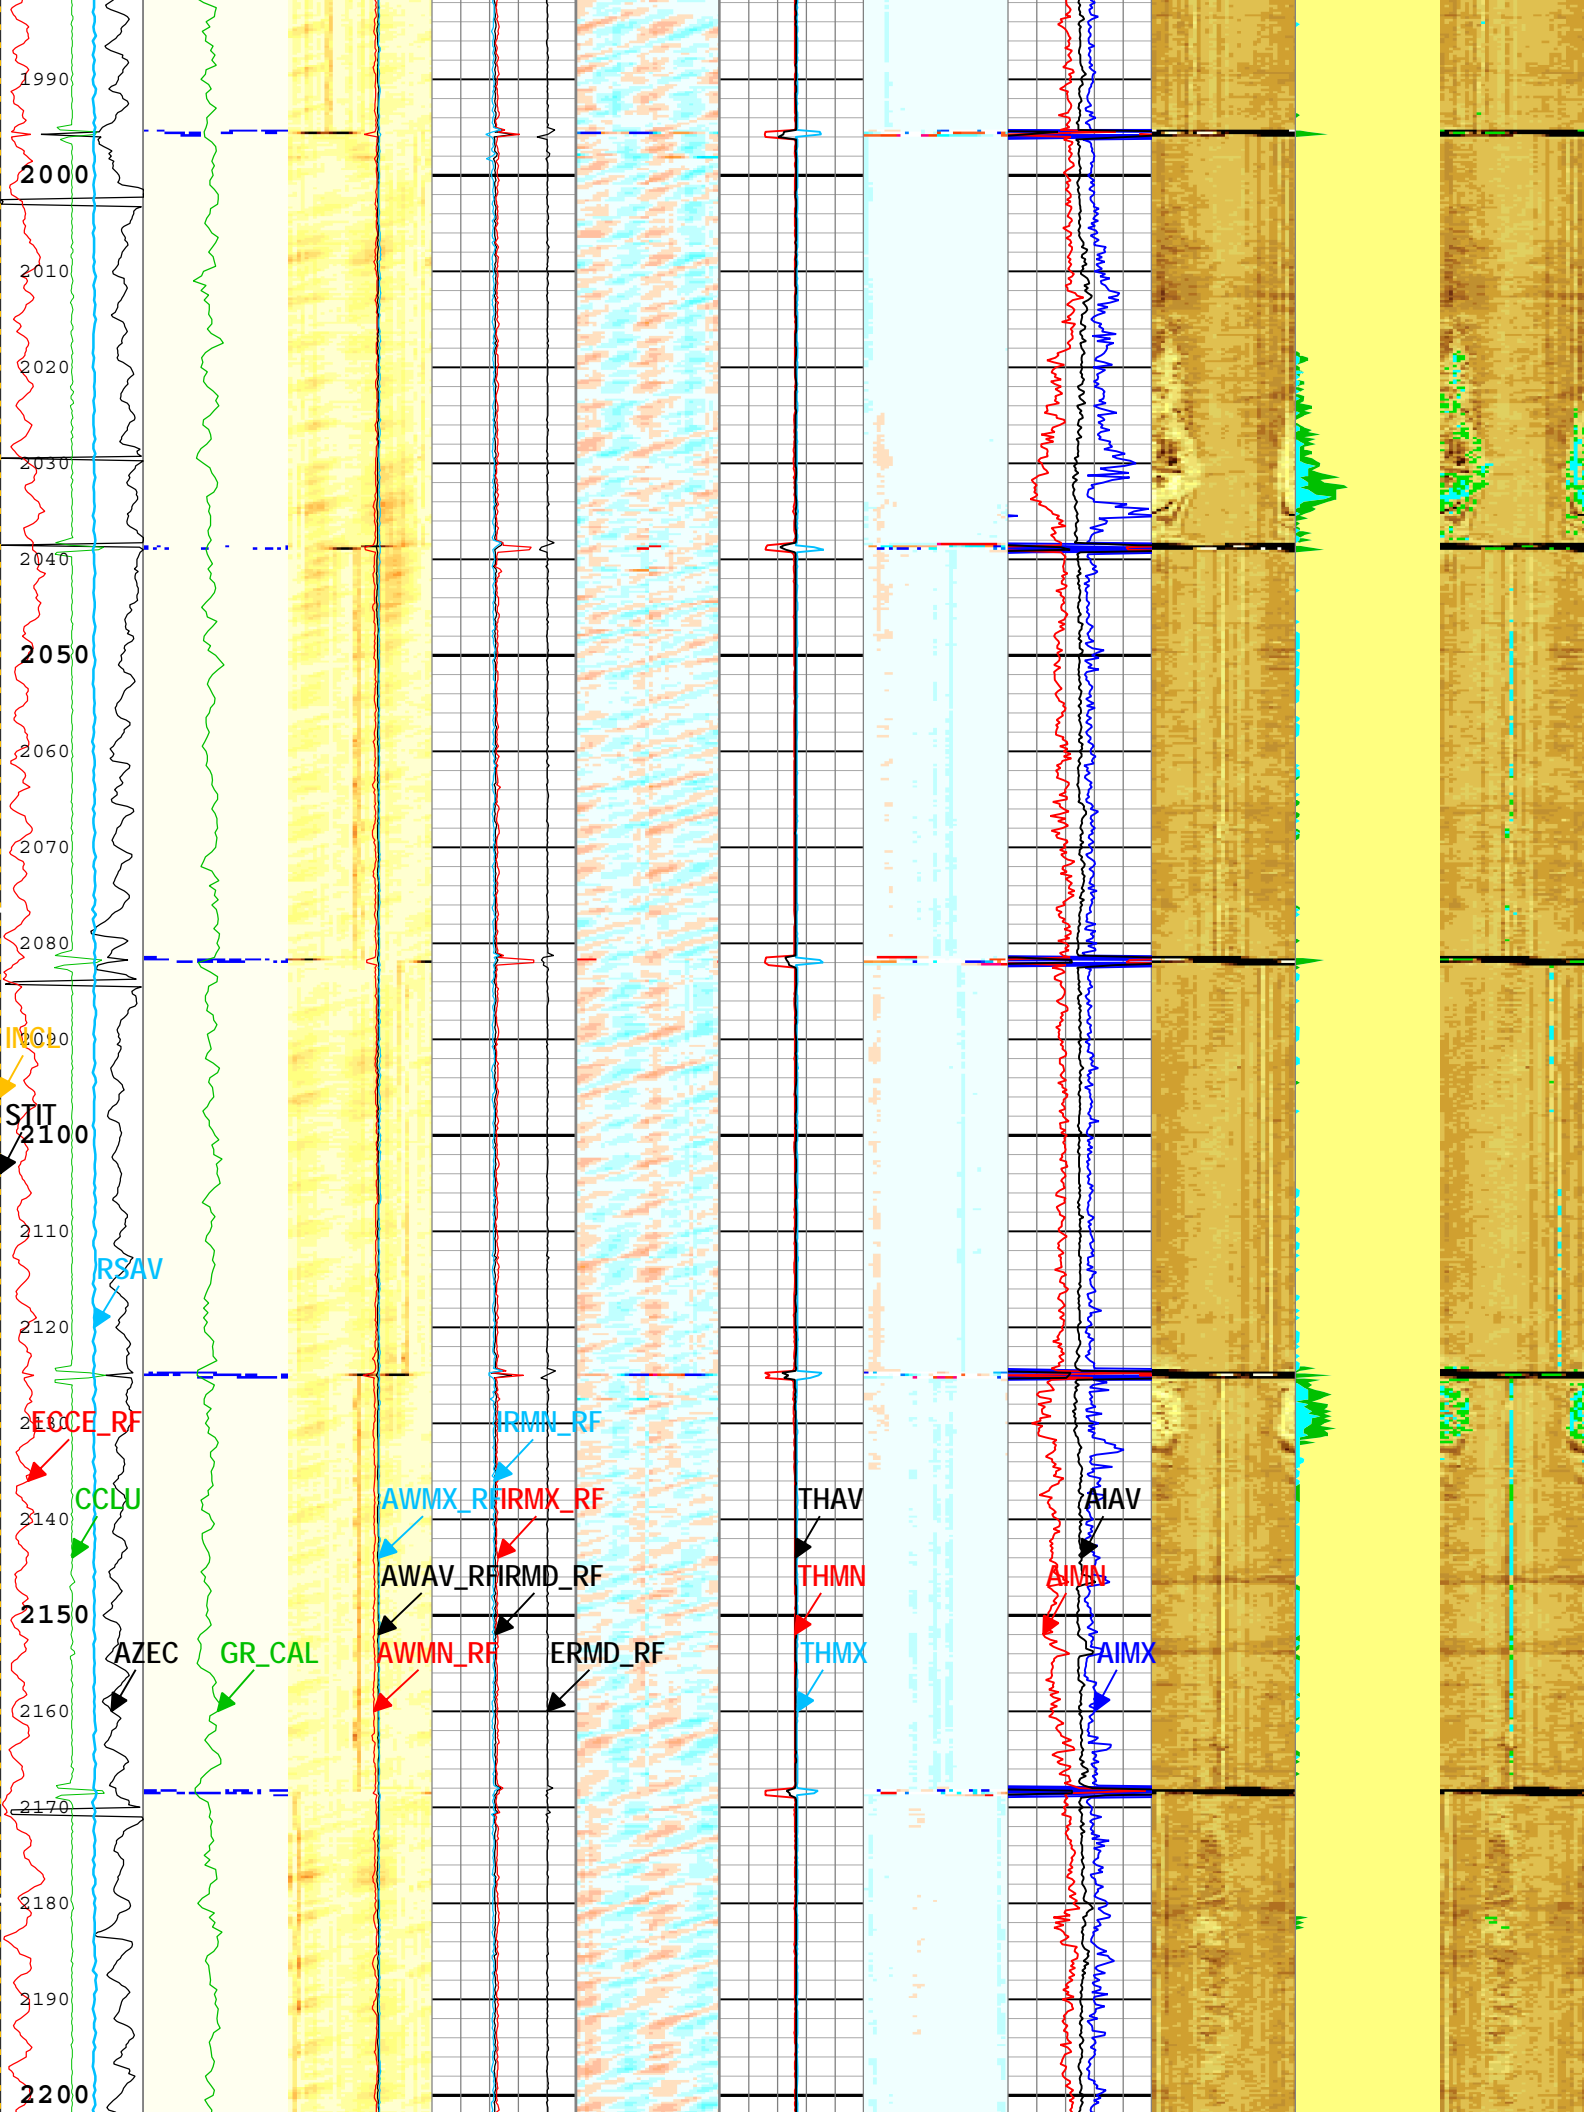 1990
2000
2010
2020
2030
2040
2050
2060
2070
2080
INCL 2090
STIT
2100
2110
RSAV
2120
ECCE_RF 2130 IRMN_RF
CCLU AWMX_RF IRMX_RF THAV AIAV
2140
AWAV_RF IRMD_RF THMN AIMN
2150
AZEC GR_CAL AWMN_RF ERMD_RF THMX AIMX
2160
2170
2180
2190
2200